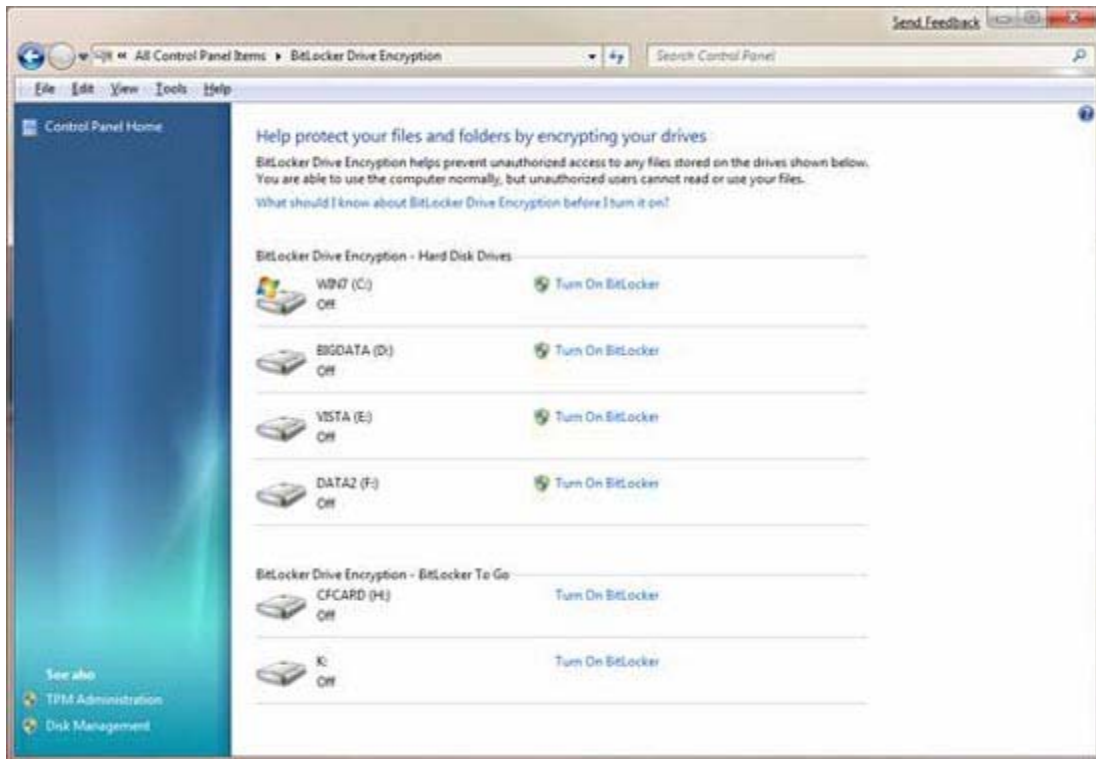 Send Feedback
All Control Panel Items ▸ BitLocker Drive Encryption
Search Control Panel
File Edit View Tools Help
Control Panel Home
Help protect your files and folders by encrypting your drives
BitLocker Drive Encryption helps prevent unauthorized access to any files stored on the drives shown below.
You are able to use the computer normally, but unauthorized users cannot read or use your files.
What should I know about BitLocker Drive Encryption before I turn it on?
BitLocker Drive Encryption - Hard Disk Drives
WIN7 (C:) Turn On BitLocker
Off
BIGDATA (D:) Turn On BitLocker
Off
VISTA (E:) Turn On BitLocker
Off
DATA2 (F:) Turn On BitLocker
Off
BitLocker Drive Encryption - BitLocker To Go
CFCARD (H:) Turn On BitLocker
Off
K: Turn On BitLocker
Off
See also
TPM Administration
Disk Management